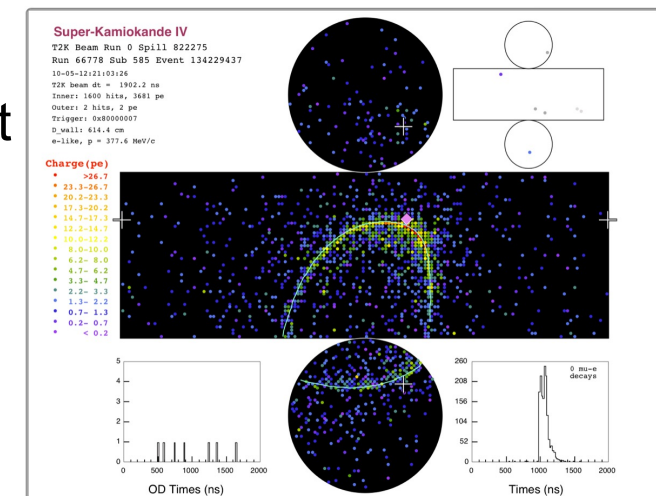 t
Super-Kamiokande IV
T2K Beam Run 0 Spill 822275
Run 66778 Sub 585 Event 134229437
10-05-12:21:03:26
T2K beam dt = 1902.2 ns
Inner: 1600 hits, 3681 pe
Outer: 2 hits, 2 pe
Trigger: 0x80000007
D_wall: 614.4 cm
e-like, p = 377.6 MeV/c
Charge(pe)
>26.7
23.3-26.7
20.2-23.3
17.3-20.2
14.7-17.3
12.2-14.7
10.0-12.2
8.0-10.0
6.2- 8.0
4.7- 6.2
3.3- 4.7
2.2- 3.3
1.3- 2.2
0.7- 1.3
0.2- 0.7
< 0.2
5
4
3
2
1
0
0 500 1000 1500 2000
OD Times (ns)
260
208
156
104
52
0
0 mu-e
decays
0 500 1000 1500 2000
Times (ns)